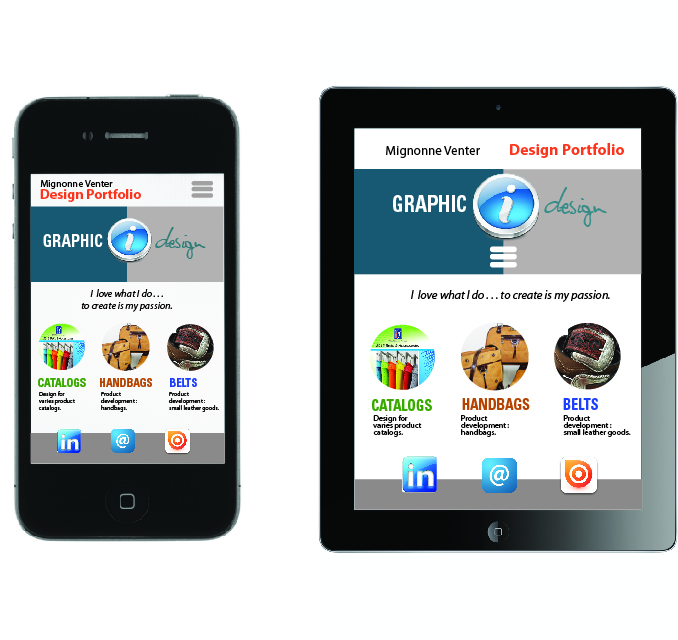 Mignonne Venter
Design Portfolio
GRAPHIC i design
I love what I do . . .
to create is my passion.
CATALOGS
Design for
varies product
catalogs.
HANDBAGS
Product
development :
handbags.
BELTS
Product
development :
small leather goods.
in
@
Mignonne Venter Design Portfolio
GRAPHIC i design
I love what I do . . . to create is my passion.
CATALOGS
Design for
varies product
catalogs.
HANDBAGS
Product
development :
handbags.
BELTS
Product
development :
small leather goods.
in
@